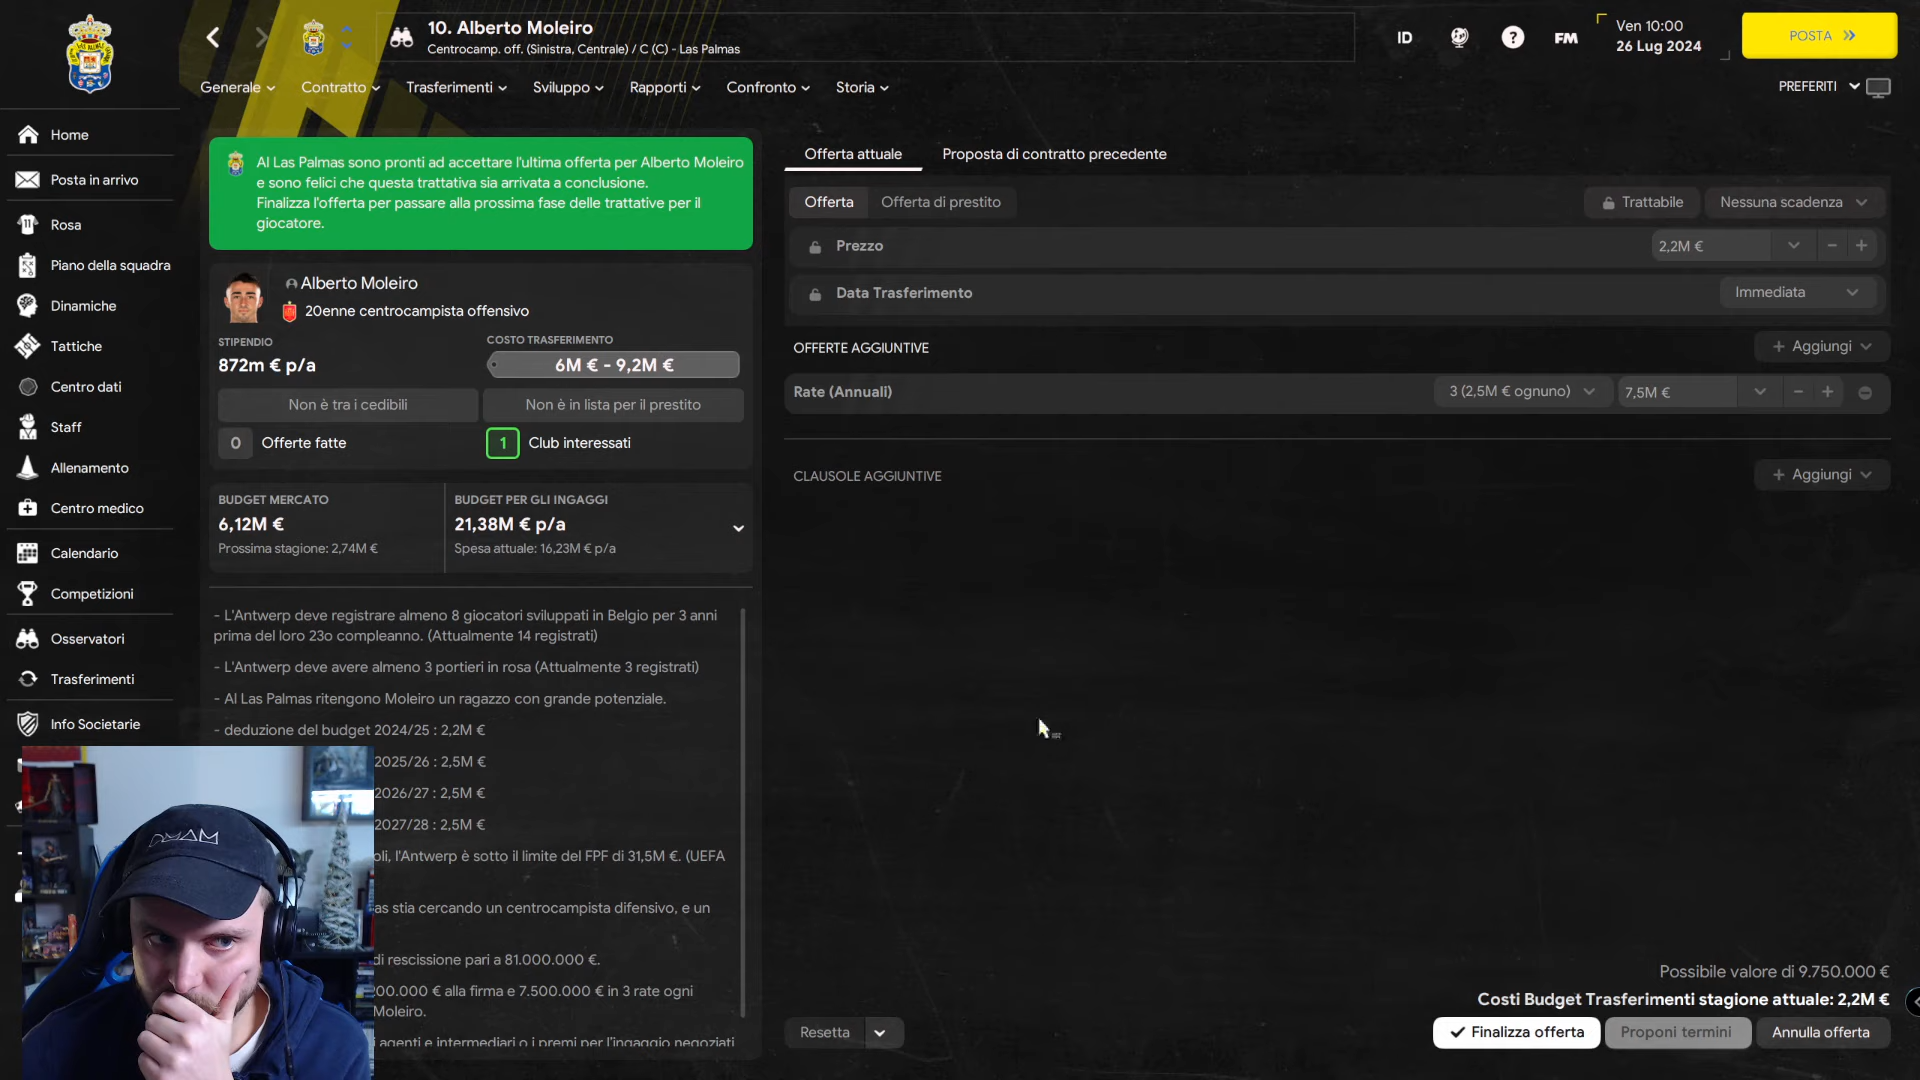 10. Alberto Moleiro
Centrocamp. off. (Sinistra, Centrale) / C (C) - Las Palmas
ID
?
FM
Ven 10:00
26 Lug 2024
POSTA
Generale
Contratto
Trasferimenti
Sviluppo
Rapporti
Confronto
Storia
PREFERITI
Home
Posta in arrivo
Rosa
Piano della squadra
Dinamiche
Tattiche
Centro dati
Staff
Allenamento
Centro medico
Calendario
Competizioni
Osservatori
Trasferimenti
Info Societarie
Al Las Palmas sono pronti ad accettare l'ultima offerta per Alberto Moleiro
e sono felici che questa trattativa sia arrivata a conclusione.
Finalizza l'offerta per passare alla prossima fase delle trattative per il
giocatore.
Alberto Moleiro
20enne centrocampista offensivo
STIPENDIO
872m € p/a
COSTO TRASFERIMENTO
6M € - 9,2M €
Non è tra i cedibili
Non è in lista per il prestito
0 Offerte fatte
1 Club interessati
BUDGET MERCATO
6,12M €
Prossima stagione: 2,74M €
BUDGET PER GLI INGAGGI
21,38M € p/a
Spesa attuale: 16,23M € p/a
- L'Antwerp deve registrare almeno 8 giocatori sviluppati in Belgio per 3 anni
prima del loro 23o compleanno. (Attualmente 14 registrati)
- L'Antwerp deve avere almeno 3 portieri in rosa (Attualmente 3 registrati)
- Al Las Palmas ritengono Moleiro un ragazzo con grande potenziale.
- deduzione del budget 2024/25 : 2,2M €
2025/26 : 2,5M €
2026/27 : 2,5M €
2027/28 : 2,5M €
oli, l'Antwerp è sotto il limite del FPF di 31,5M €. (UEFA
as stia cercando un centrocampista difensivo, e un
di rescissione pari a 81.000.000 €.
200.000 € alla firma e 7.500.000 € in 3 rate ogni
Moleiro.
i agenti e intermediari o i premi per l'ingaggio negoziati
Offerta attuale
Proposta di contratto precedente
Offerta
Offerta di prestito
Trattabile
Nessuna scadenza
Prezzo
2,2M €
Data Trasferimento
Immediata
OFFERTE AGGIUNTIVE
+ Aggiungi
Rate (Annuali)
3 (2,5M € ognuno)
7,5M €
CLAUSOLE AGGIUNTIVE
+ Aggiungi
Possibile valore di 9.750.000 €
Costi Budget Trasferimenti stagione attuale: 2,2M €
Resetta
Finalizza offerta
Proponi termini
Annulla offerta